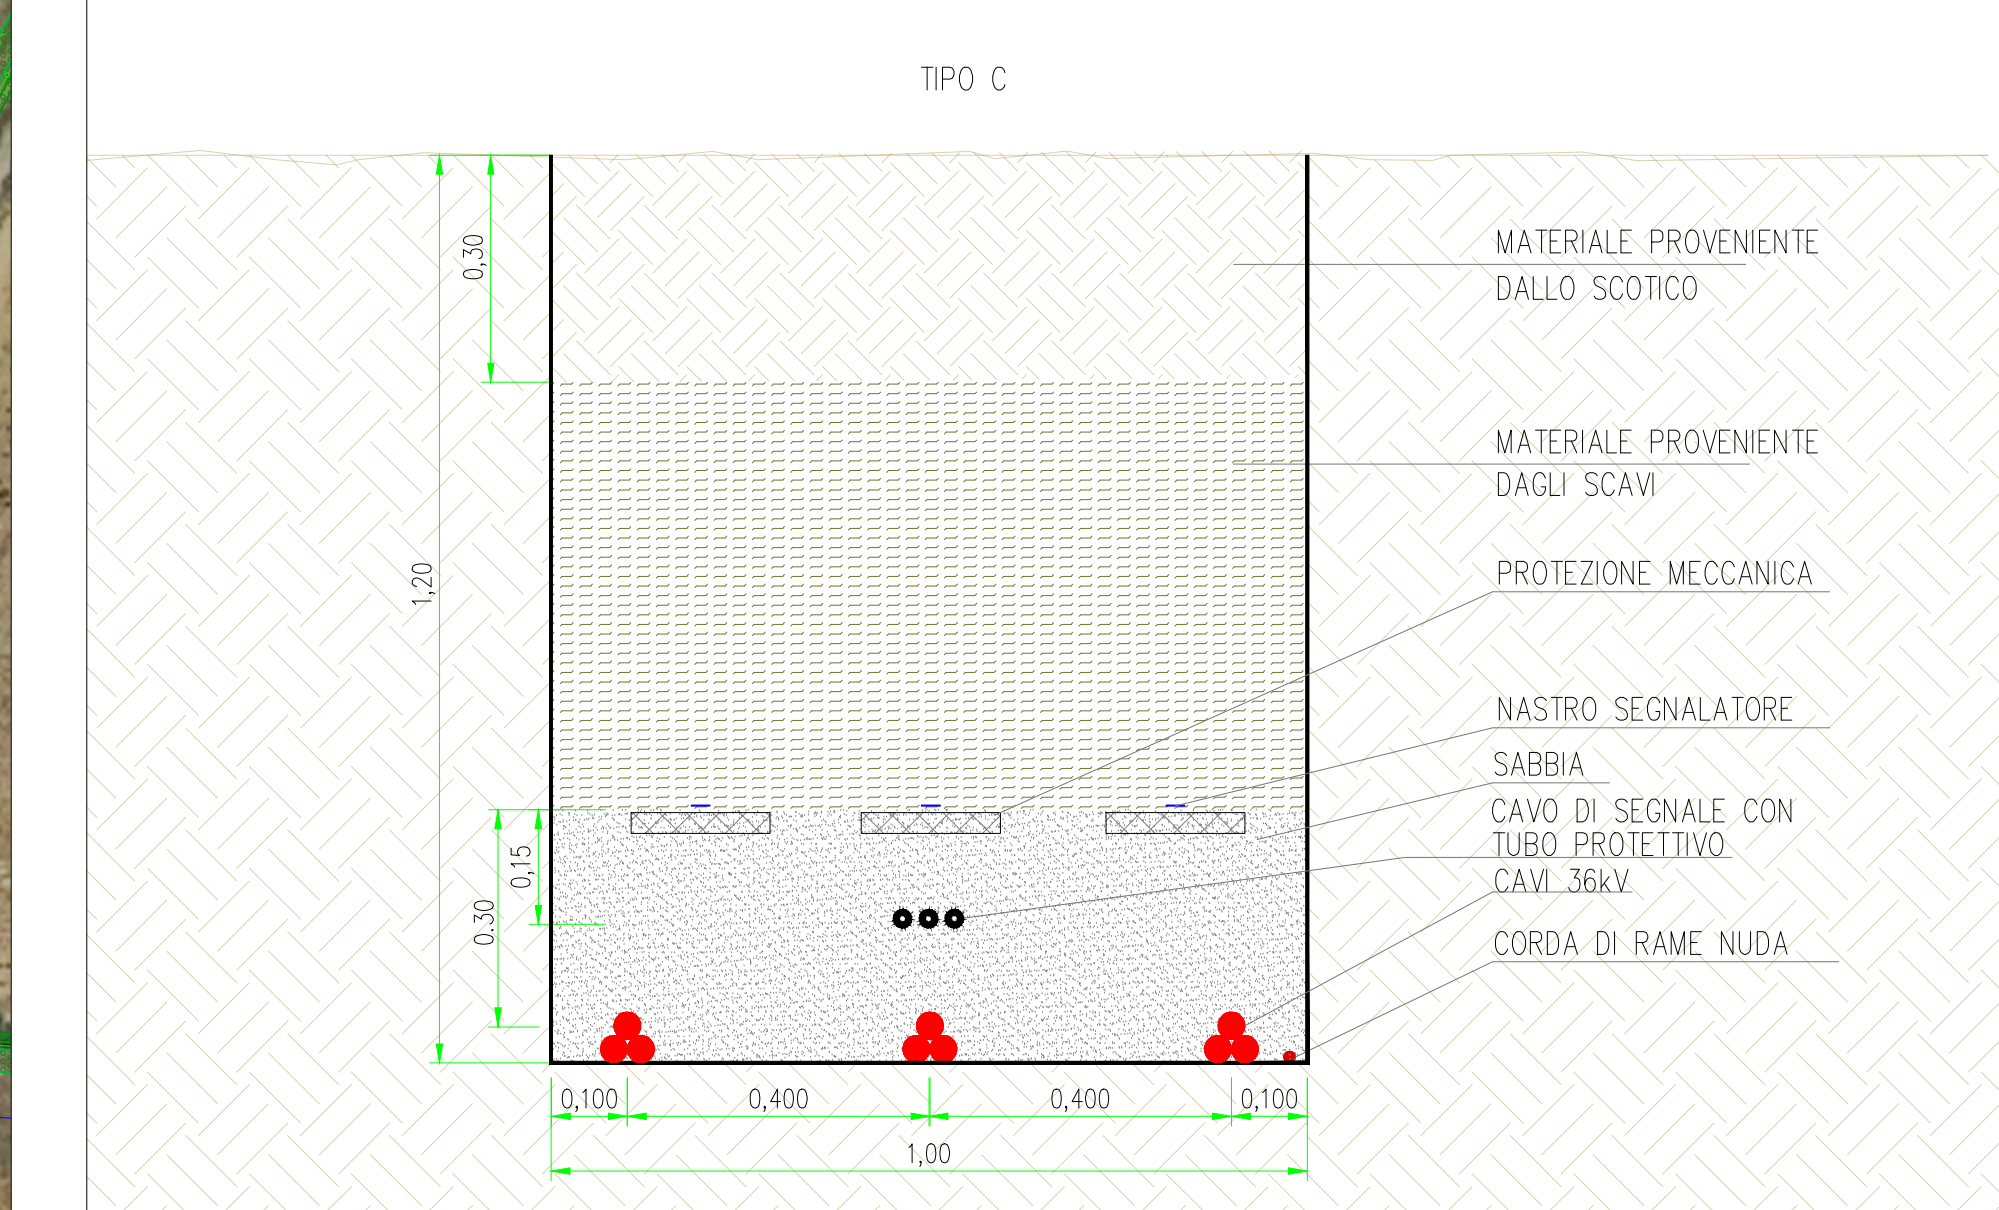 TIPO C
0,30
MATERIALE PROVENIENTE
DALLO SCOTICO
MATERIALE PROVENIENTE
DAGLI SCAVI
1,20
PROTEZIONE MECCANICA
NASTRO SEGNALATORE
SABBIA
CAVO DI SEGNALE CON
TUBO PROTETTIVO
0,15
CAVI 36kV
0.30
CORDA DI RAME NUDA
0,100 0,400 0,400 0,100
1,00